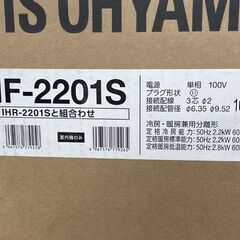 IS OHYAM
IF-2201S
IHR-2201Sと組合わせ
室内機のみ
電源 単相 100V
プラグ形状
接続配線 3芯 φ2
接続配管径 φ6.35 φ9.52
冷房・暖房兼用分離形
定格冷房能力: 50Hz 2.2kW 60
定格暖房標準能力: 50Hz 2.2kW 60
定格暖房低温能力: 50Hz 2.8kW 60